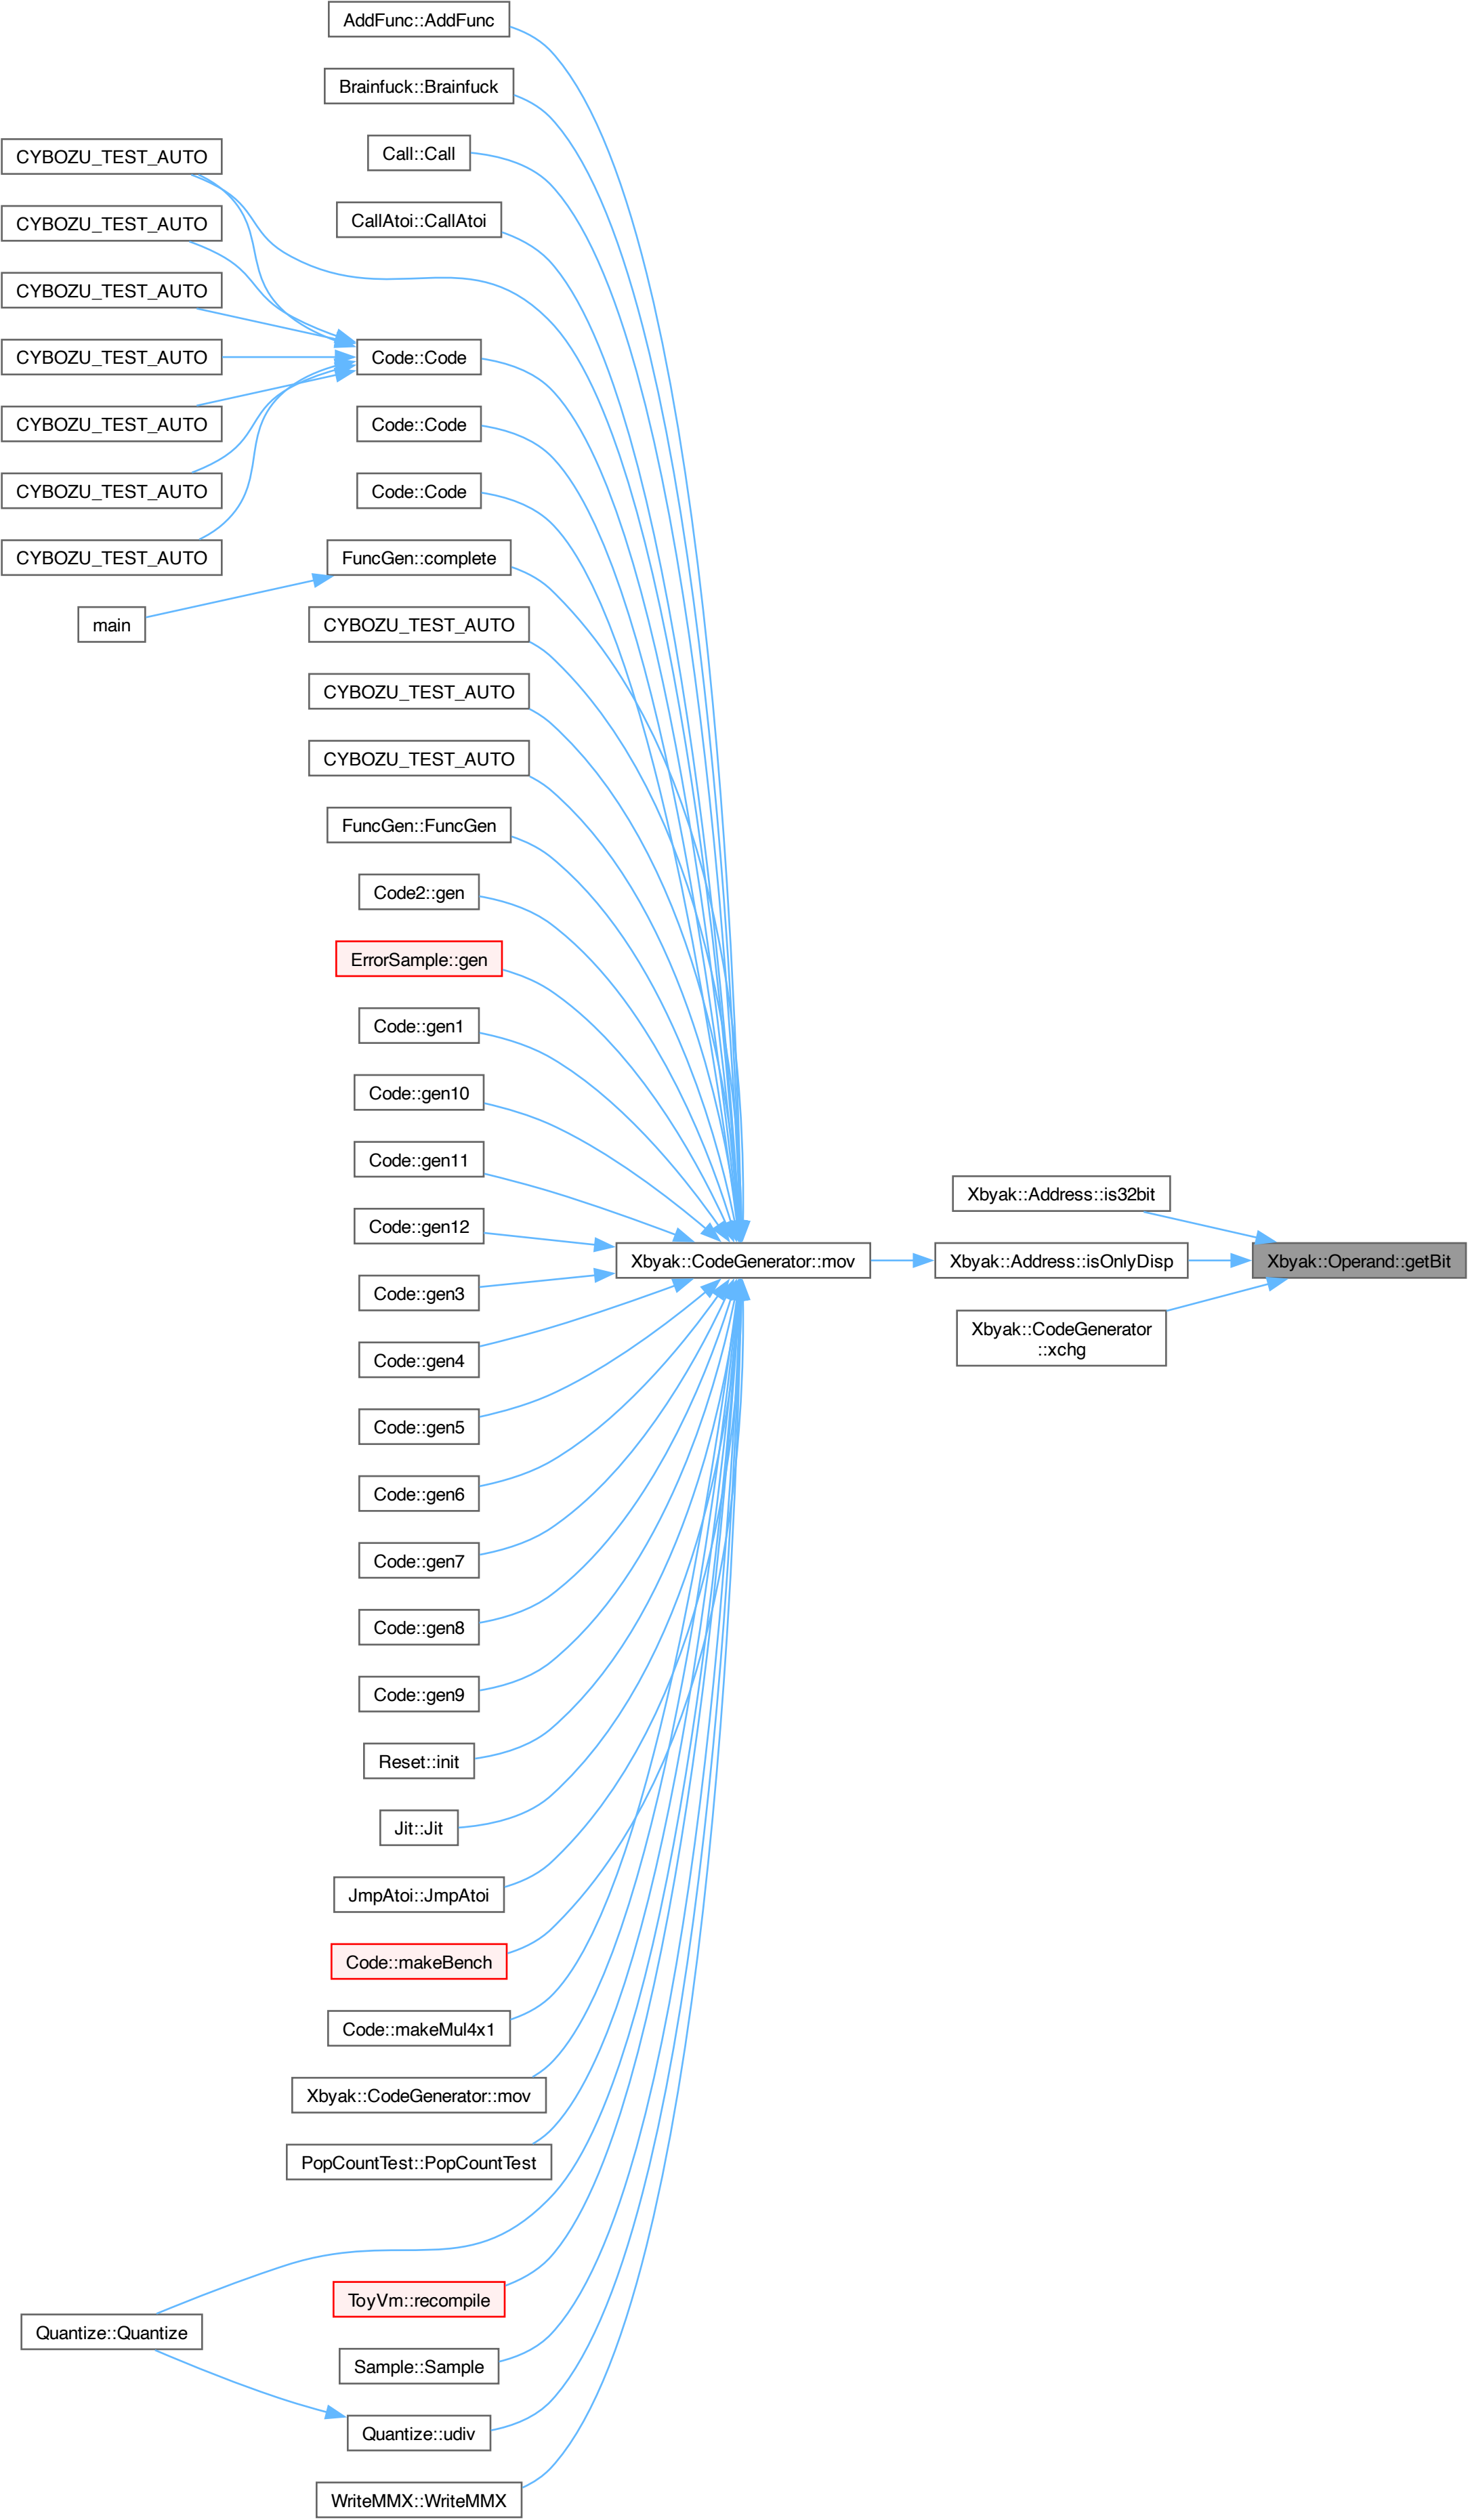 AddFunc::AddFunc
Brainfuck::Brainfuck
Call::Call
CYBOZU_TEST_AUTO
CallAtoi::CallAtoi
CYBOZU_TEST_AUTO
CYBOZU_TEST_AUTO
CYBOZU_TEST_AUTO
Code::Code
CYBOZU_TEST_AUTO
Code::Code
CYBOZU_TEST_AUTO
Code::Code
CYBOZU_TEST_AUTO
FuncGen::complete
main
CYBOZU_TEST_AUTO
CYBOZU_TEST_AUTO
CYBOZU_TEST_AUTO
FuncGen::FuncGen
Code2::gen
ErrorSample::gen
Code::gen1
Code::gen10
Code::gen11
Xbyak::Address::is32bit
Code::gen12
Xbyak::CodeGenerator::mov
Xbyak::Address::isOnlyDisp
Xbyak::Operand::getBit
Code::gen3
Xbyak::CodeGenerator
::xchg
Code::gen4
Code::gen5
Code::gen6
Code::gen7
Code::gen8
Code::gen9
Reset::init
Jit::Jit
JmpAtoi::JmpAtoi
Code::makeBench
Code::makeMul4x1
Xbyak::CodeGenerator::mov
PopCountTest::PopCountTest
ToyVm::recompile
Quantize::Quantize
Sample::Sample
Quantize::udiv
WriteMMX::WriteMMX